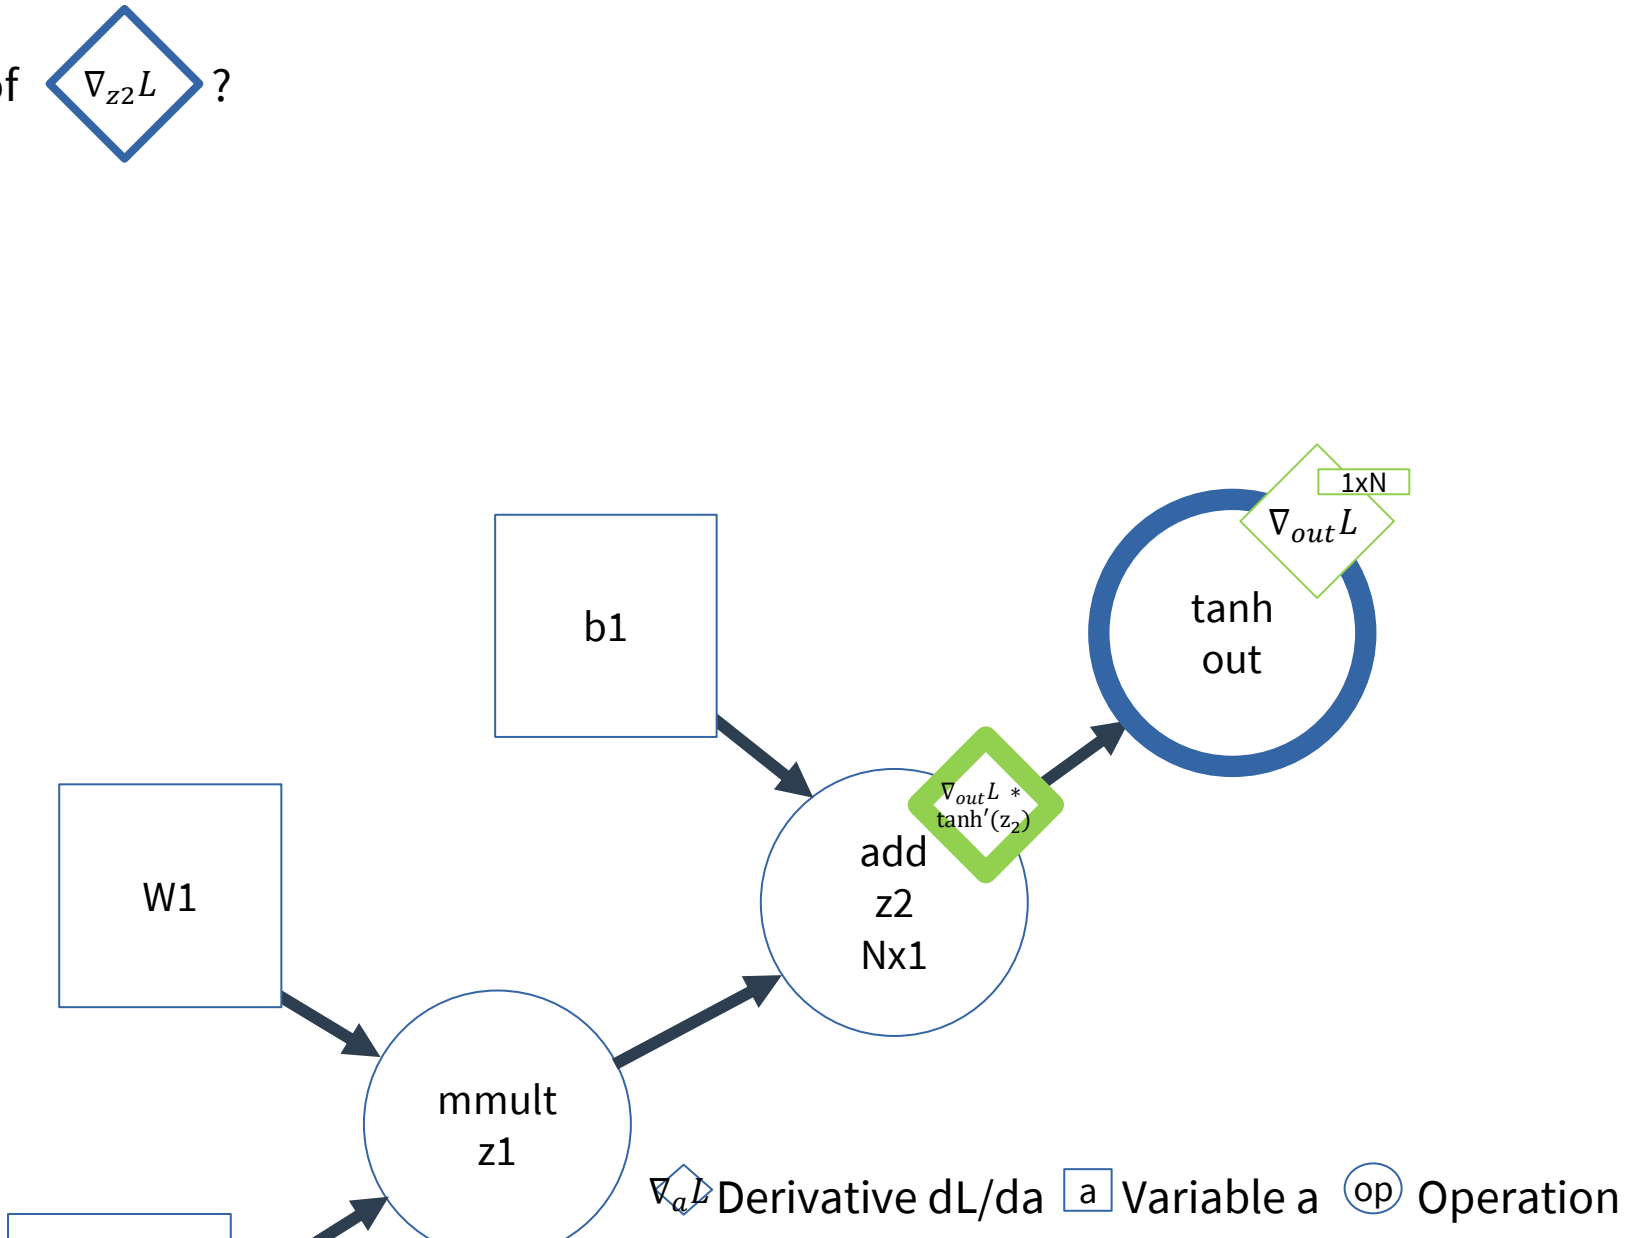 of ∇z2L ?
1xN
∇outL
tanh
out
b1
∇outL *
tanh′(z2)
add
z2
Nx1
W1
mmult
z1
∇aL Derivative dL/da a Variable a op Operation